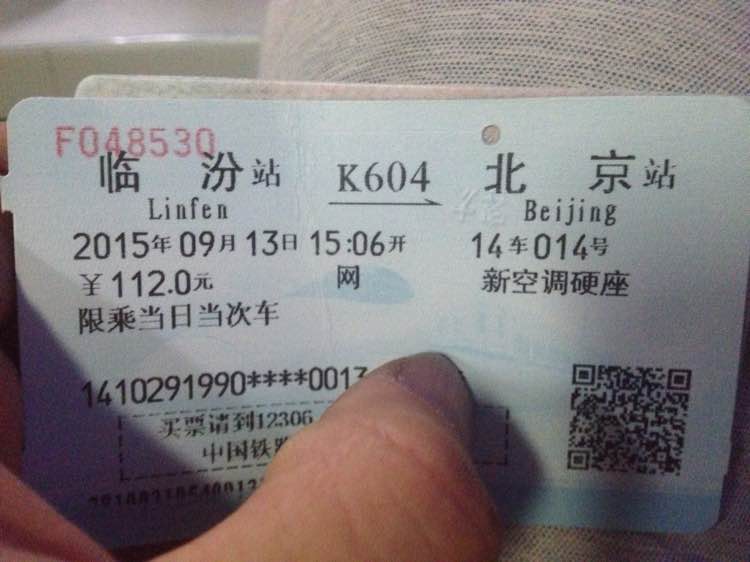 F048530
临汾站 K604 北京站
Linfen Beijing
2015年09月13日15:06开 14车014号
￥112.0元 网 新空调硬座
限乘当日当次车
1410291990****0013
买票请到12306
中国铁路